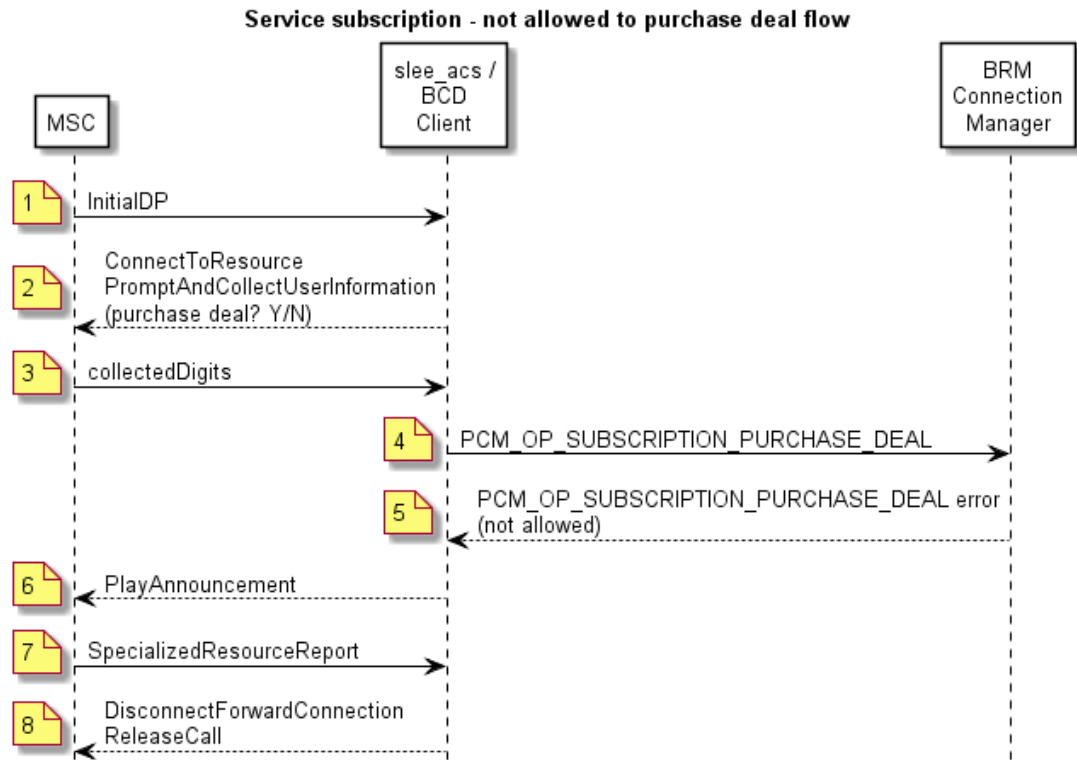 Service subscription - not allowed to purchase deal flow
MSC
slee_acs /
BCD
Client
BRM
Connection
Manager
1
InitialDP
2
ConnectToResource
PromptAndCollectUserInformation
(purchase deal? Y/N)
3
collectedDigits
4
PCM_OP_SUBSCRIPTION_PURCHASE_DEAL
5
PCM_OP_SUBSCRIPTION_PURCHASE_DEAL error
(not allowed)
6
PlayAnnouncement
7
SpecializedResourceReport
8
DisconnectForwardConnection
ReleaseCall